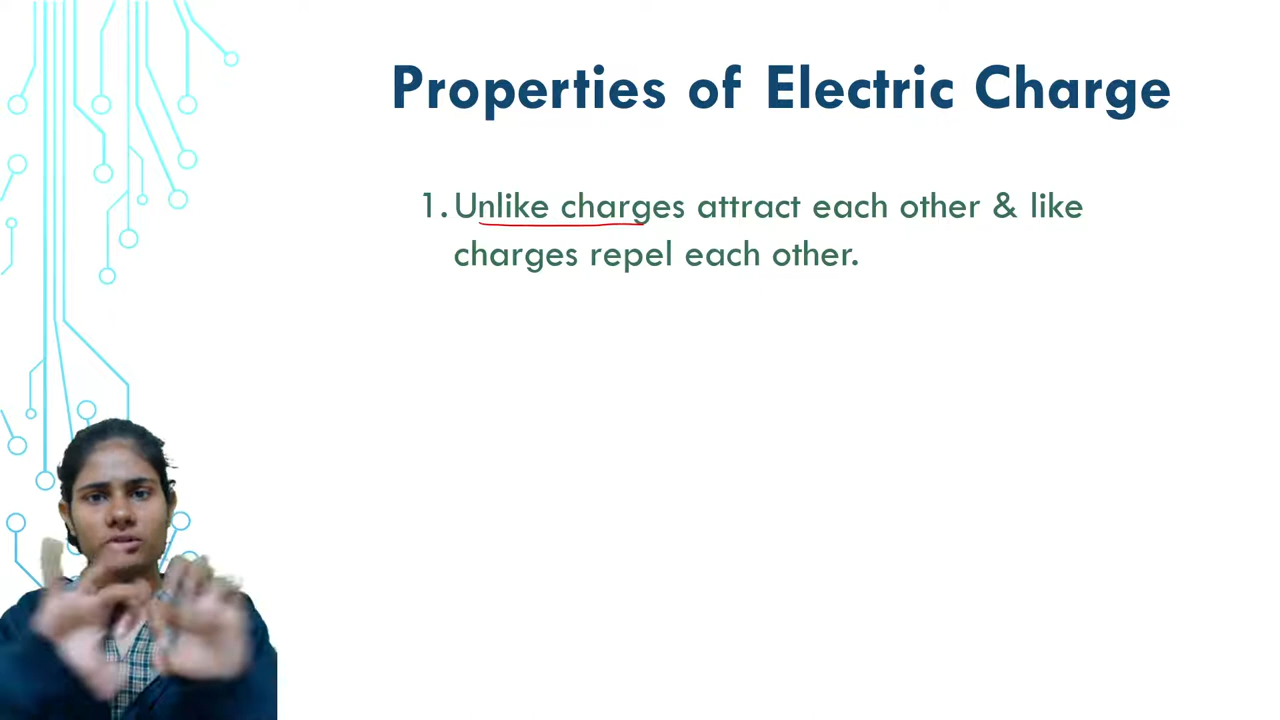 Properties of Electric Charge
1. Unlike charges attract each other & like
charges repel each other.